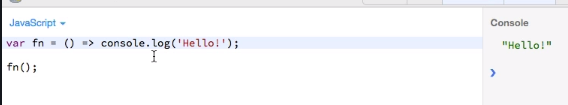 JavaScript
Console
var fn = () => console.log('Hello!');
"Hello!"
fn();